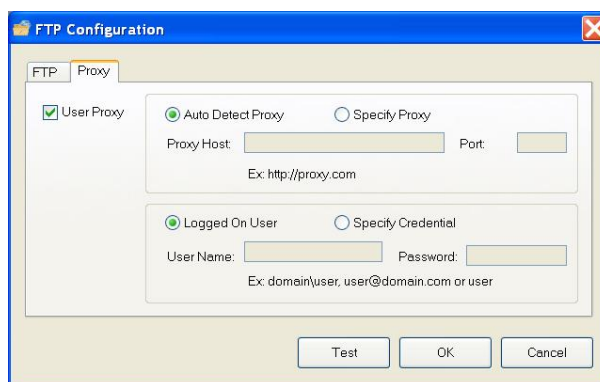 FTP Configuration
FTP Proxy
User Proxy
Auto Detect Proxy Specify Proxy
Proxy Host: Port:
Ex: http://proxy.com
Logged On User Specify Credential
User Name: Password:
Ex: domain\user, user@domain.com or user
Test OK Cancel